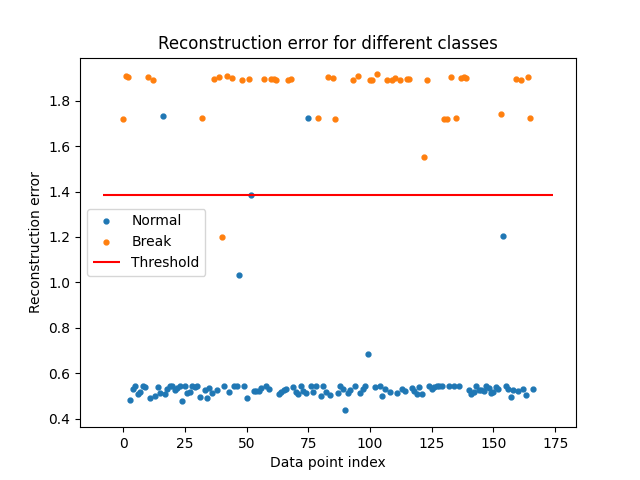 Reconstruction error for different classes
Reconstruction error
1.8
1.6
1.4
1.2
1.0
0.8
0.6
0.4
Normal
Break
Threshold
0 25 50 75 100 125 150 175
Data point index